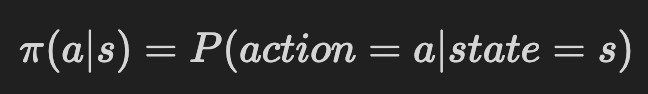 π(a|s) = P(action = a|state = s)